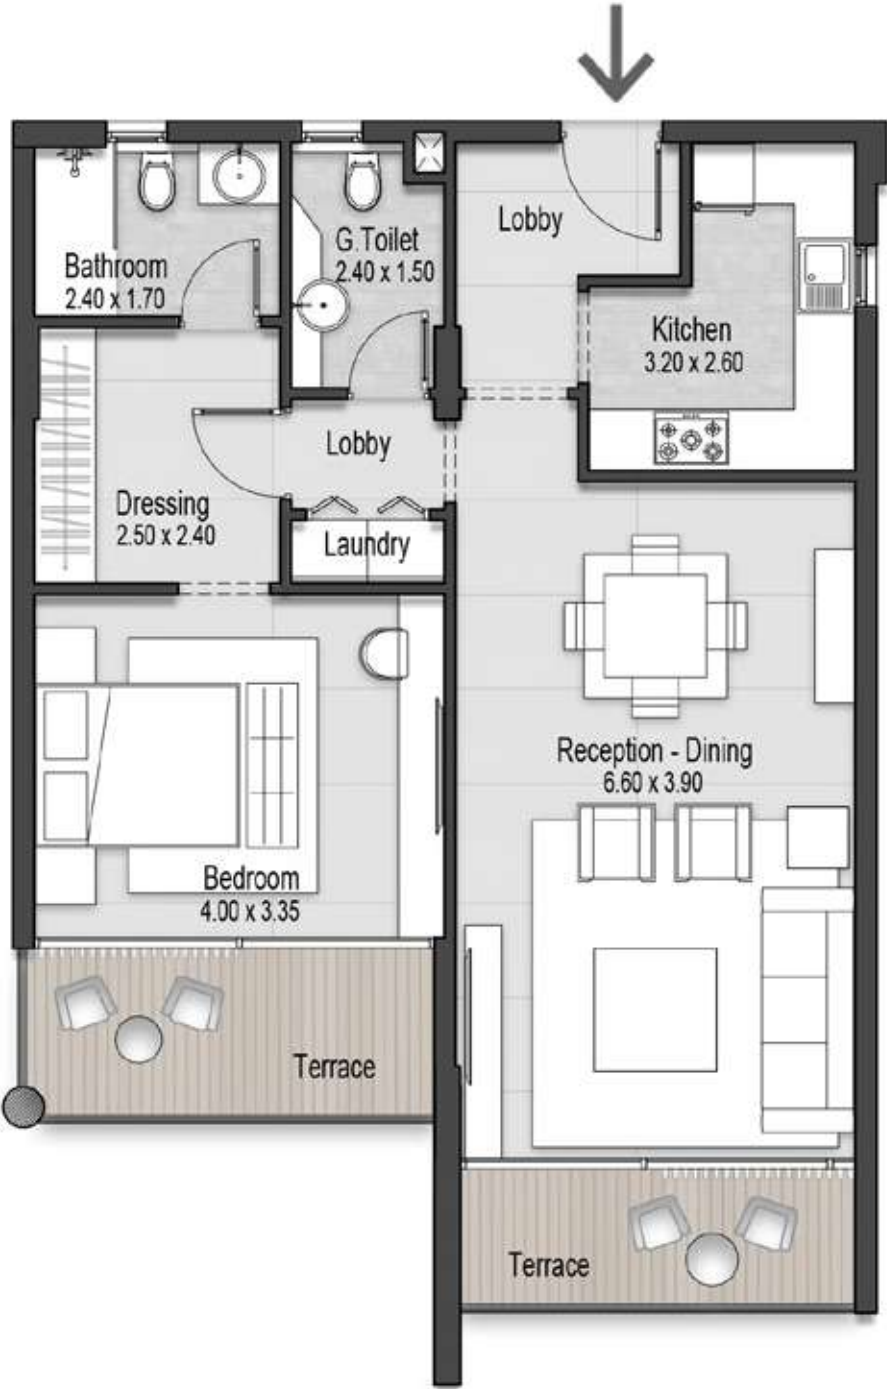 Lobby
G.Toilet
2.40 x 1.50
Bathroom
2.40 x 1.70
Kitchen
3.20 x 2.60
Lobby
Dressing
2.50 x 2.40
Laundry
Reception - Dining
6.60 x 3.90
Bedroom
4.00 x 3.35
Terrace
Terrace